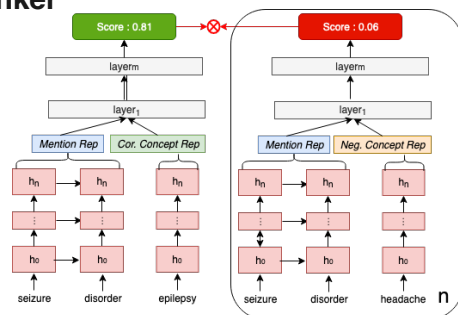 Score : 0.81
Score : 0.06
layerm
layerm
layer1
layer1
Mention Rep
Cor. Concept Rep
Mention Rep
Neg. Concept Rep
hn hn hn hn hn hn
⋮ ⋮ ⋮ ⋮ ⋮ ⋮
h0 h0 h0 h0 h0 h0
seizure disorder epilepsy seizure disorder headache n